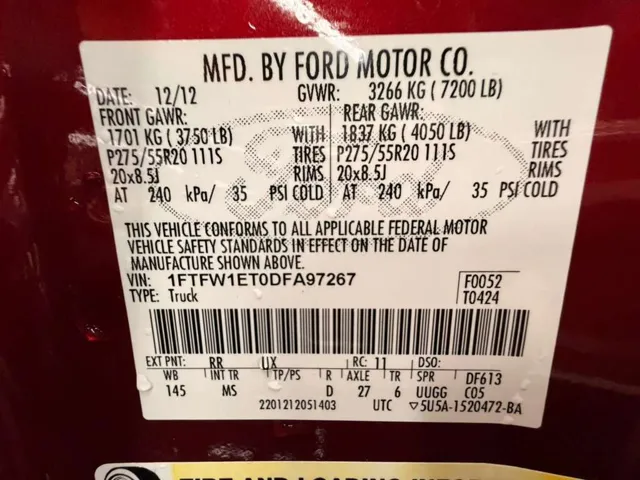 MFD. BY FORD MOTOR CO.
DATE: 12/12 GVWR: 3266 KG ( 7200 LB)
FRONT GAWR: REAR GAWR:
1701 KG ( 3750 LB) WITH 1837 KG ( 4050 LB) WITH
P275/55R20 111S TIRES P275/55R20 111S TIRES
20x8.5J RIMS 20x8.5J RIMS
AT 240 kPa/ 35 PSI COLD AT 240 kPa/ 35 PSI COLD
THIS VEHICLE CONFORMS TO ALL APPLICABLE FEDERAL MOTOR
VEHICLE SAFETY STANDARDS IN EFFECT ON THE DATE OF
MANUFACTURE SHOWN ABOVE.
VIN: 1FTFW1ET0DFA97267 F0052
TYPE: Truck T0424
EXT PNT: RR UX RC: 11 DSO:
WB INT TR TP/PS R AXLE TR SPR DF613
145 MS D 27 6 UUGG C05
2201212051403 UTC ▽5U5A-1520472-BA
TIRE AND LOADING